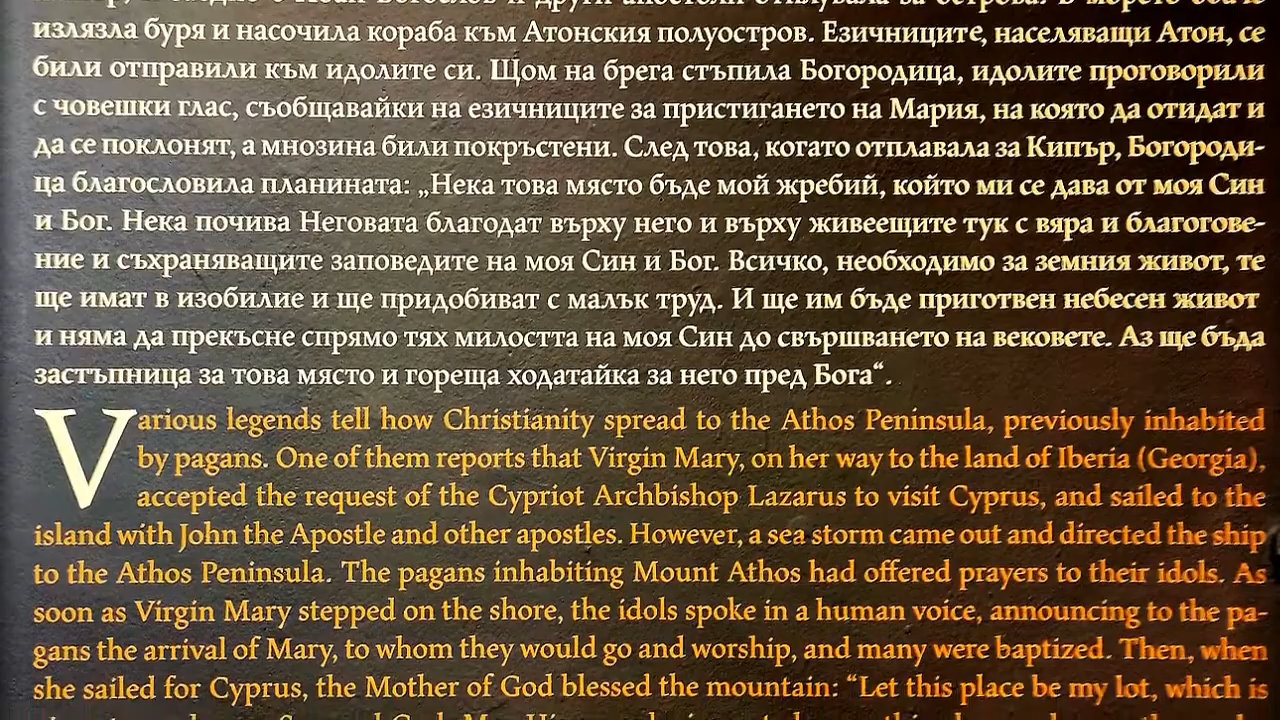 излязла буря и насочила кораба към Атонския полуостров. Езичниците, населяващи Атон, се
били отправили към идолите си. Щом на брега стъпила Богородица, идолите проговорили
с човешки глас, съобщавайки на езичниците за пристигането на Мария, на която да отидат и
да се поклонят, а мнозина били покръстени. След това, когато отплавала за Кипър, Богороди-
ца благословила планината: „Нека това място бъде мой жребий, който ми се дава от моя Син
и Бог. Нека почива Неговата благодат върху него и върху живеещите тук с вяра и благогове-
ние и съхраняващите заповедите на моя Син и Бог. Всичко, необходимо за земния живот, те
ще имат в изобилие и ще придобиват с малък труд. И ще им бъде приготвен небесен живот
и няма да прекъсне спрямо тях милостта на моя Син до свършването на вековете. Аз ще бъда
застъпница за това място и гореща ходатайка за него пред Бога“.
Various legends tell how Christianity spread to the Athos Peninsula, previously inhabited
by pagans. One of them reports that Virgin Mary, on her way to the land of Iberia (Georgia),
accepted the request of the Cypriot Archbishop Lazarus to visit Cyprus, and sailed to the
island with John the Apostle and other apostles. However, a sea storm came out and directed the ship
to the Athos Peninsula. The pagans inhabiting Mount Athos had offered prayers to their idols. As
soon as Virgin Mary stepped on the shore, the idols spoke in a human voice, announcing to the pa-
gans the arrival of Mary, to whom they would go and worship, and many were baptized. Then, when
she sailed for Cyprus, the Mother of God blessed the mountain: “Let this place be my lot, which is